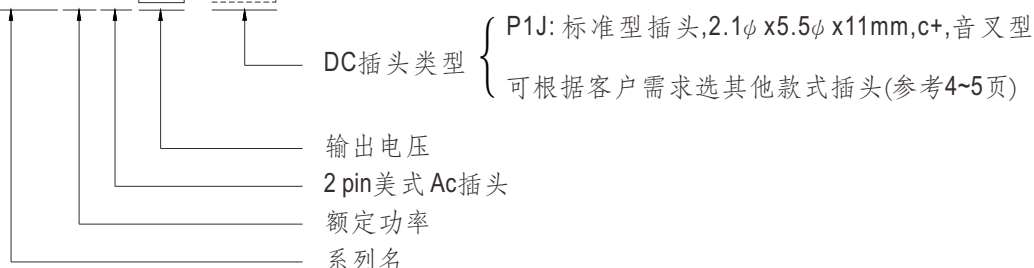 P1J: 标准型插头,2.1φ x5.5φ x11mm,c+,音叉型
DC插头类型
可根据客户需求选其他款式插头(参考4~5页)
输出电压
2 pin美式 Ac插头
额定功率
系列名